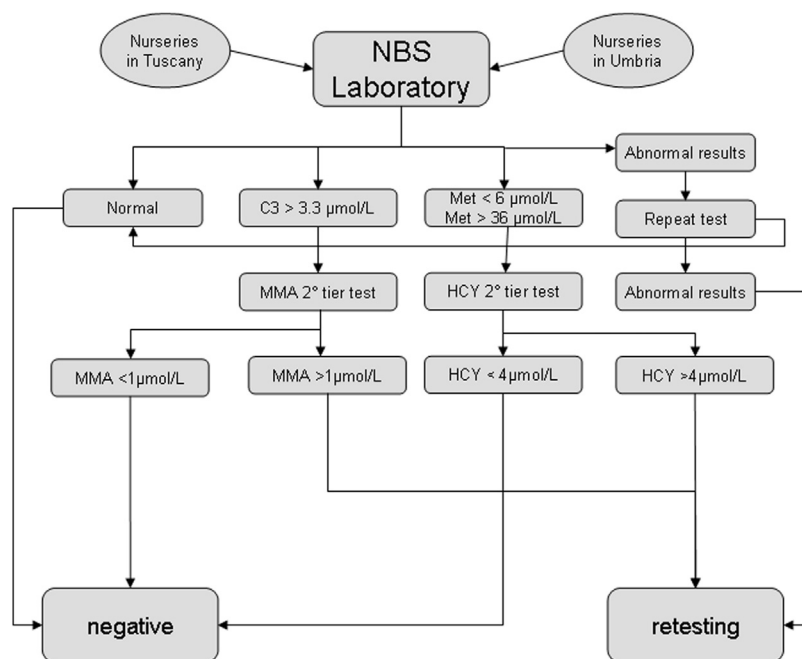 Nurseries
in Tuscany
NBS
Laboratory
Nurseries
in Umbria
Abnormal results
Normal
C3 > 3.3 µmol/L
Met < 6 µmol/L
Met > 36 µmol/L
Repeat test
MMA 2° tier test
HCY 2° tier test
Abnormal results
MMA <1µmol/L
MMA >1µmol/L
HCY < 4µmol/L
HCY >4µmol/L
negative
retesting